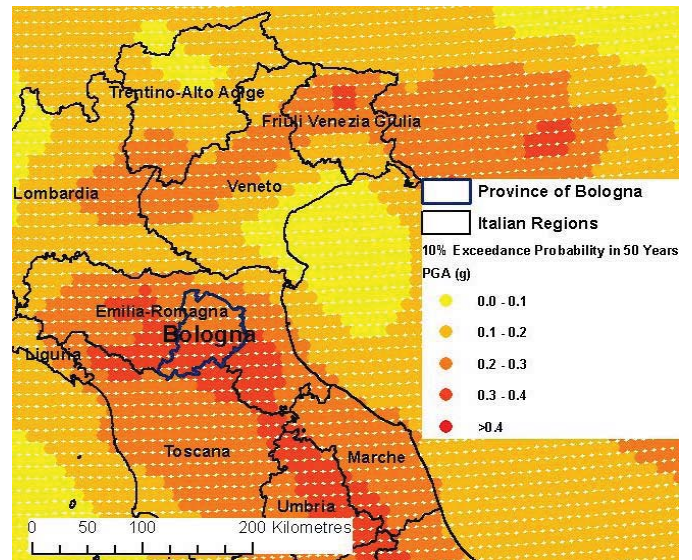 Trentino-Alto Adige
Friuli Venezia Giulia
Lombardia
Veneto
Province of Bologna
Italian Regions
10% Exceedance Probability in 50 Years
PGA (g)
0.0 - 0.1
0.1 - 0.2
0.2 - 0.3
0.3 - 0.4
>0.4
Emilia-Romagna
Bologna
Liguria
Toscana
Marche
Umbria
0 50 100 200 Kilometres